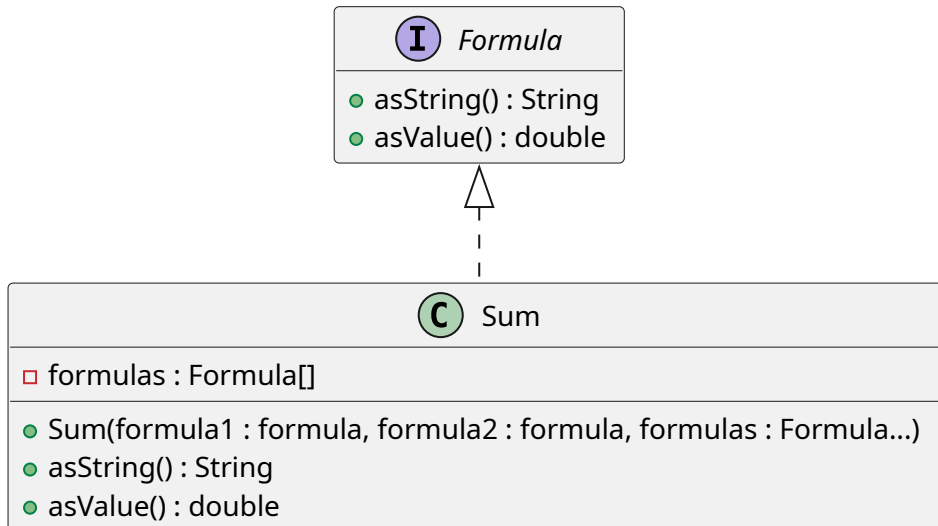 I Formula
asString() : String
asValue() : double
C Sum
formulas : Formula[]
Sum(formula1 : formula, formula2 : formula, formulas : Formula...)
asString() : String
asValue() : double